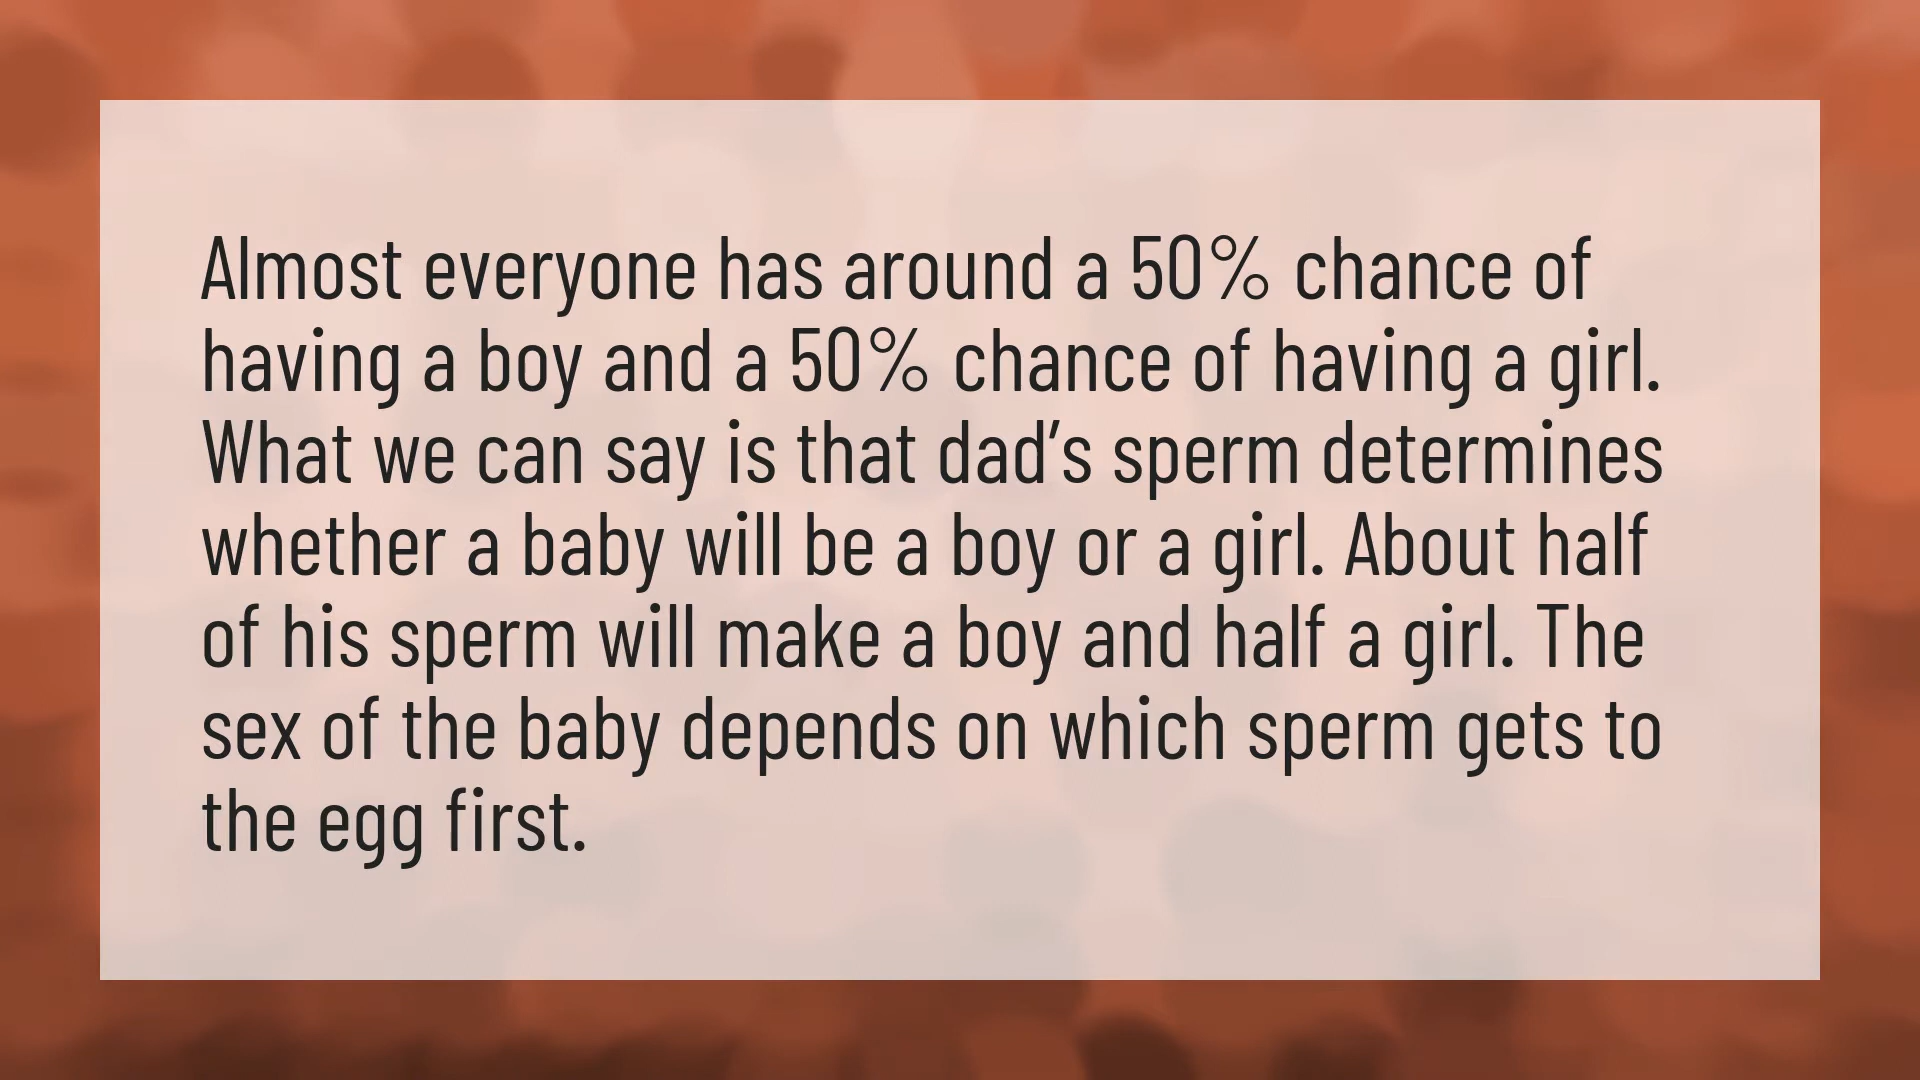 Almost everyone has around a 50% chance of
having a boy and a 50% chance of having a girl.
What we can say is that dad’s sperm determines
whether a baby will be a boy or a girl. About half
of his sperm will make a boy and half a girl. The
sex of the baby depends on which sperm gets to
the egg first.